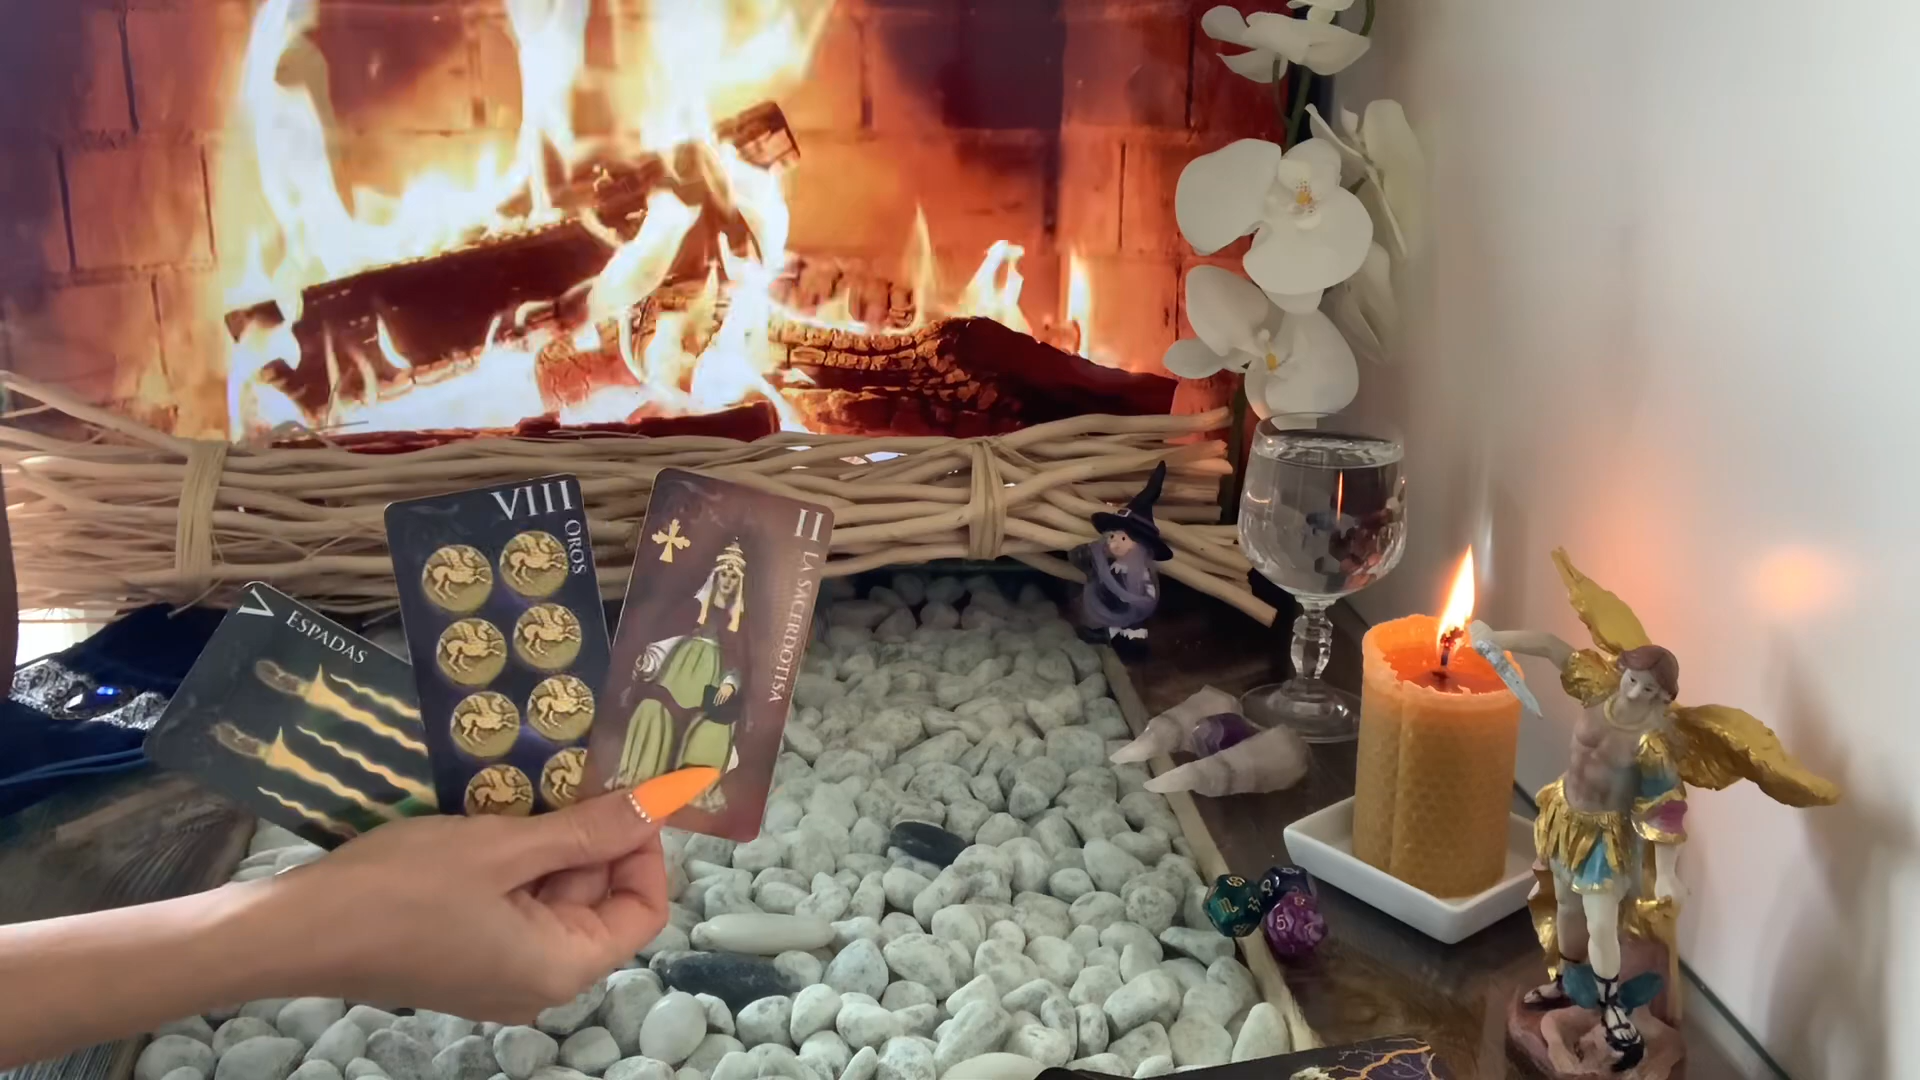 V
ESPADAS
VIII
OROS
II
LA SACERDOTISA